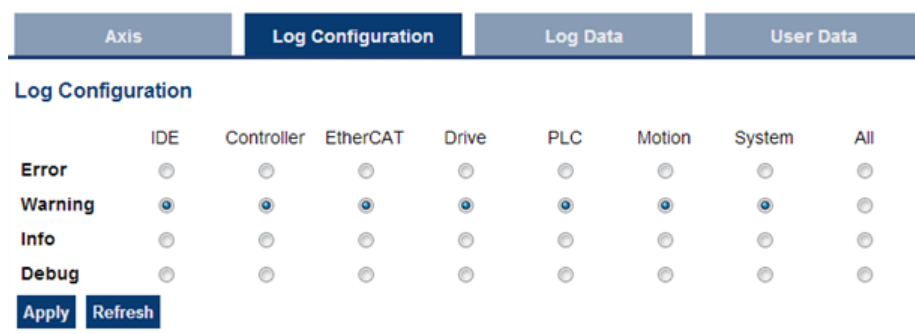 Axis Log Configuration Log Data User Data
Log Configuration
IDE Controller EtherCAT Drive PLC Motion System All
Error
Warning
Info
Debug
Apply Refresh